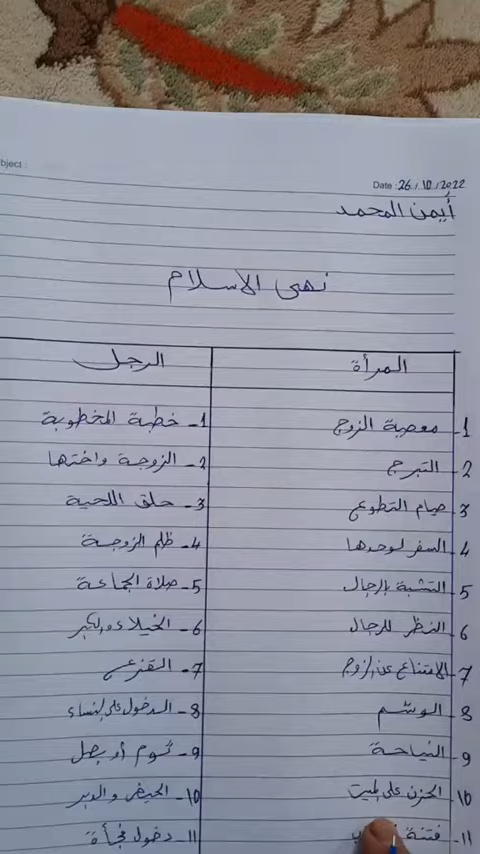 bject :
Date : 26 / 10 / 2022
أيمن المحمد
نهى الاسلام
المرأة
الرجل
1- معصية الزوج
1- خطبة المخطوبة
2- التبرج
2- الزوجة واختها
3- صيام التطوع
3- حلق اللحية
4- السفر لوحدها
4- ظلم الزوجة
5- التشبة بالرجال
5- صلاة الجماعة
6- النظر للرجال
6- الخيلاء والكبر
7- الامتناع عن الزوج
7- القزع
8- الوشم
8- الدخول على النساء
9- النياحة
9- ثوم أو بصل
10- الحزن على الميت
10- الحيض والدبر
11- فتنة
11- دخول فجأة